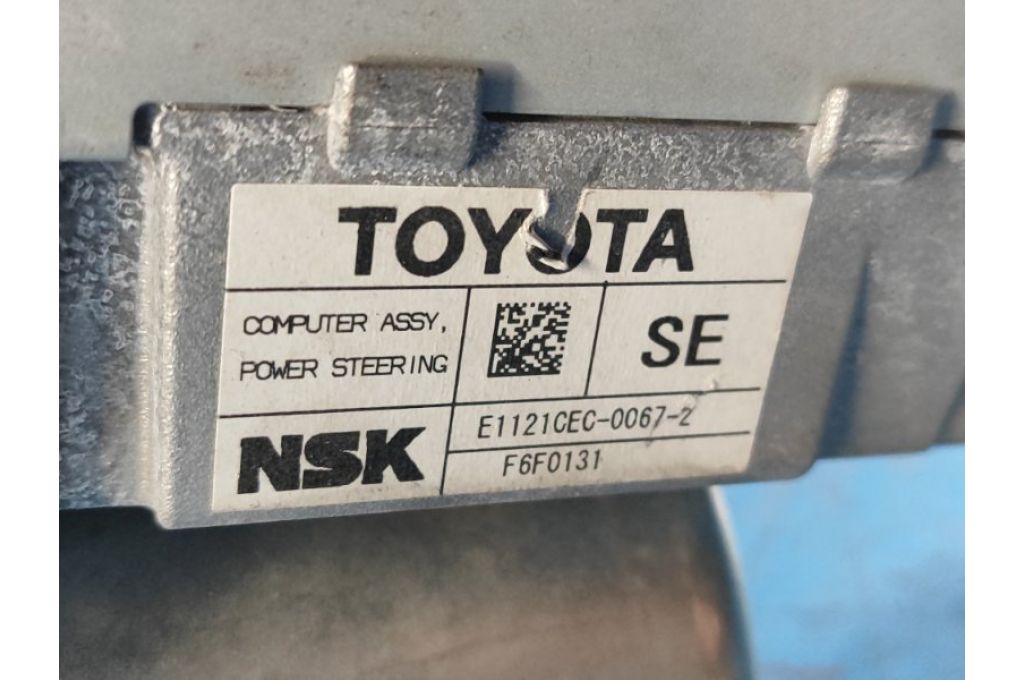 TOYOTA
COMPUTER ASSY,
POWER STEERING
SE
NSK
E1121CEC-0067-2
F6F0131